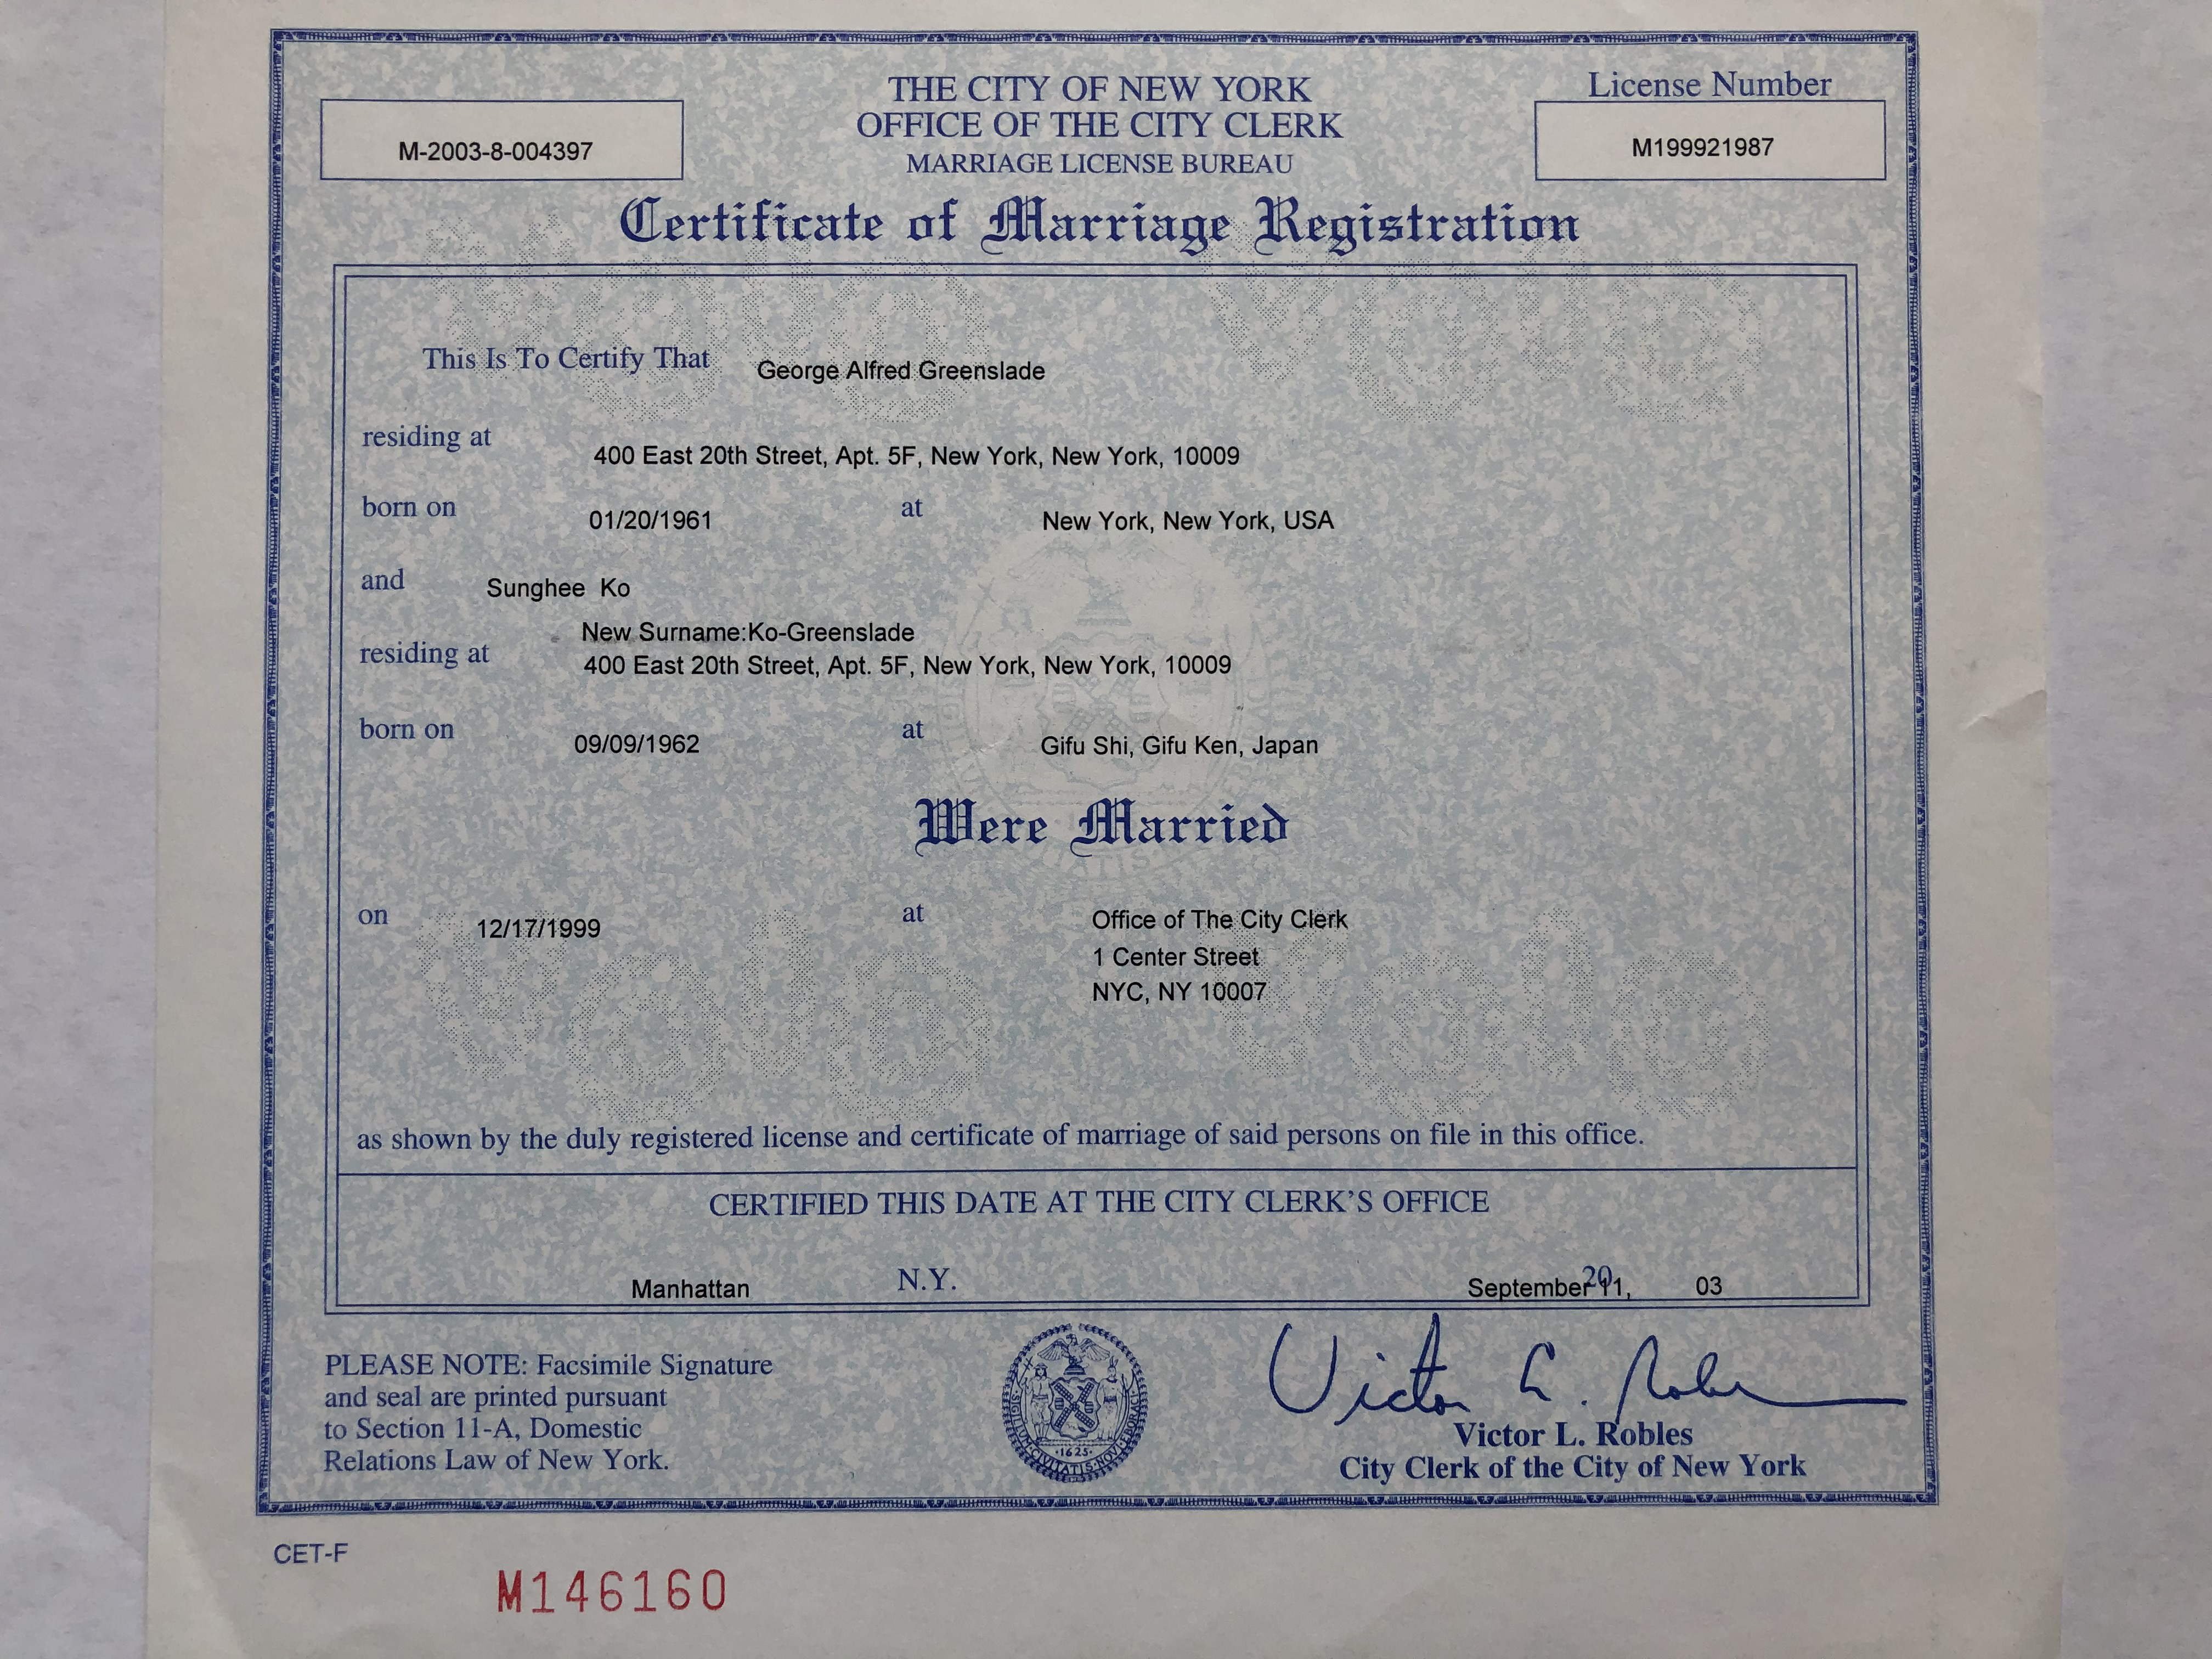 THE CITY OF NEW YORK
OFFICE OF THE CITY CLERK
MARRIAGE LICENSE BUREAU
License Number
M-2003-8-004397
M199921987
Certificate of Marriage Registration
This Is To Certify That George Alfred Greenslade
residing at 400 East 20th Street, Apt. 5F, New York, New York, 10009
born on 01/20/1961 at New York, New York, USA
and Sunghee Ko
New Surname:Ko-Greenslade
residing at 400 East 20th Street, Apt. 5F, New York, New York, 10009
born on 09/09/1962 at Gifu Shi, Gifu Ken, Japan
Were Married
on 12/17/1999 at Office of The City Clerk
1 Center Street
NYC, NY 10007
as shown by the duly registered license and certificate of marriage of said persons on file in this office.
CERTIFIED THIS DATE AT THE CITY CLERK'S OFFICE
Manhattan N.Y. September 11, 20 03
PLEASE NOTE: Facsimile Signature
and seal are printed pursuant
to Section 11-A, Domestic
Relations Law of New York.
SIGILLUM CIVITATIS NOVI EBORACI
1625
Victor L. Robles
Victor L. Robles
City Clerk of the City of New York
CET-F
M146160